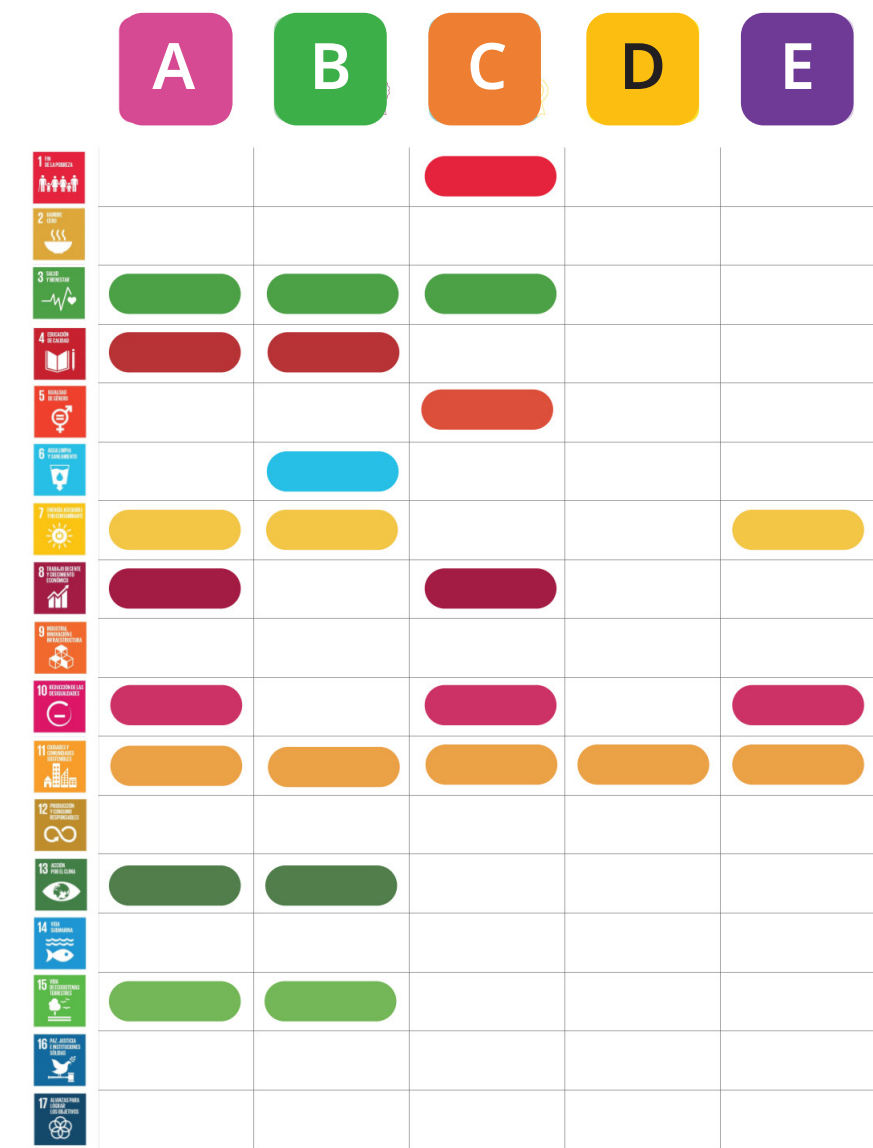 A B C D E
1 FIN
DE LA POBREZA
2 HAMBRE
CERO
3 SALUD
Y BIENESTAR
4 EDUCACIÓN
DE CALIDAD
5 IGUALDAD
DE GÉNERO
6 AGUA LIMPIA
Y SANEAMIENTO
7 ENERGÍA ASEQUIBLE
Y NO CONTAMINANTE
8 TRABAJO DECENTE
Y CRECIMIENTO
ECONÓMICO
9 INDUSTRIA,
INNOVACIÓN E
INFRAESTRUCTURA
10 REDUCCIÓN DE LAS
DESIGUALDADES
11 CIUDADES Y
COMUNIDADES
SOSTENIBLES
12 PRODUCCIÓN
Y CONSUMO
RESPONSABLES
13 ACCIÓN
POR EL CLIMA
14 VIDA
SUBMARINA
15 VIDA
DE ECOSISTEMAS
TERRESTRES
16 PAZ, JUSTICIA
E INSTITUCIONES
SÓLIDAS
17 ALIANZAS PARA
LOGRAR
LOS OBJETIVOS